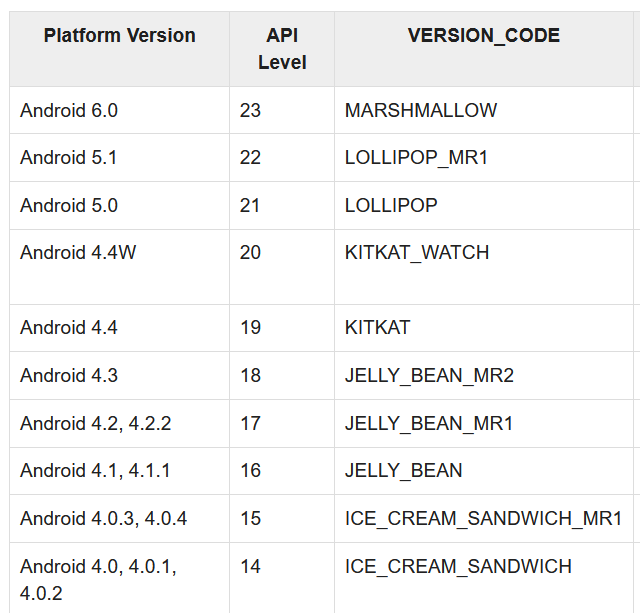 Platform Version API Level VERSION_CODE
Android 6.0 23 MARSHMALLOW
Android 5.1 22 LOLLIPOP_MR1
Android 5.0 21 LOLLIPOP
Android 4.4W 20 KITKAT_WATCH
Android 4.4 19 KITKAT
Android 4.3 18 JELLY_BEAN_MR2
Android 4.2, 4.2.2 17 JELLY_BEAN_MR1
Android 4.1, 4.1.1 16 JELLY_BEAN
Android 4.0.3, 4.0.4 15 ICE_CREAM_SANDWICH_MR1
Android 4.0, 4.0.1, 14 ICE_CREAM_SANDWICH
4.0.2